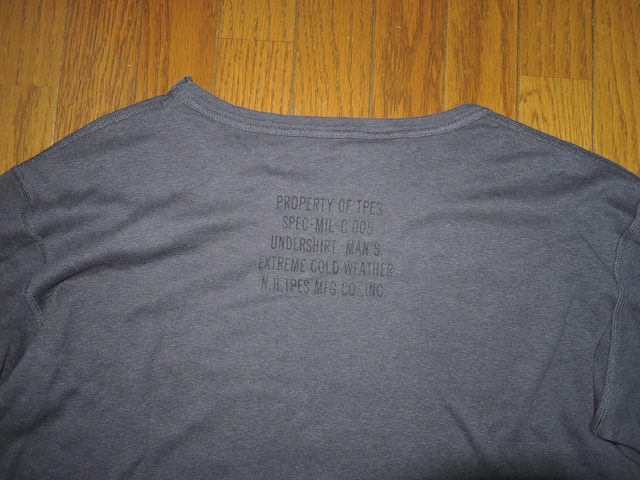 PROPERTY OF TPES
SPEC-MIL-C 005
UNDERSHIRT, MAN'S
EXTREME COLD WEATHER
N.H.TPES MFG CO., INC.